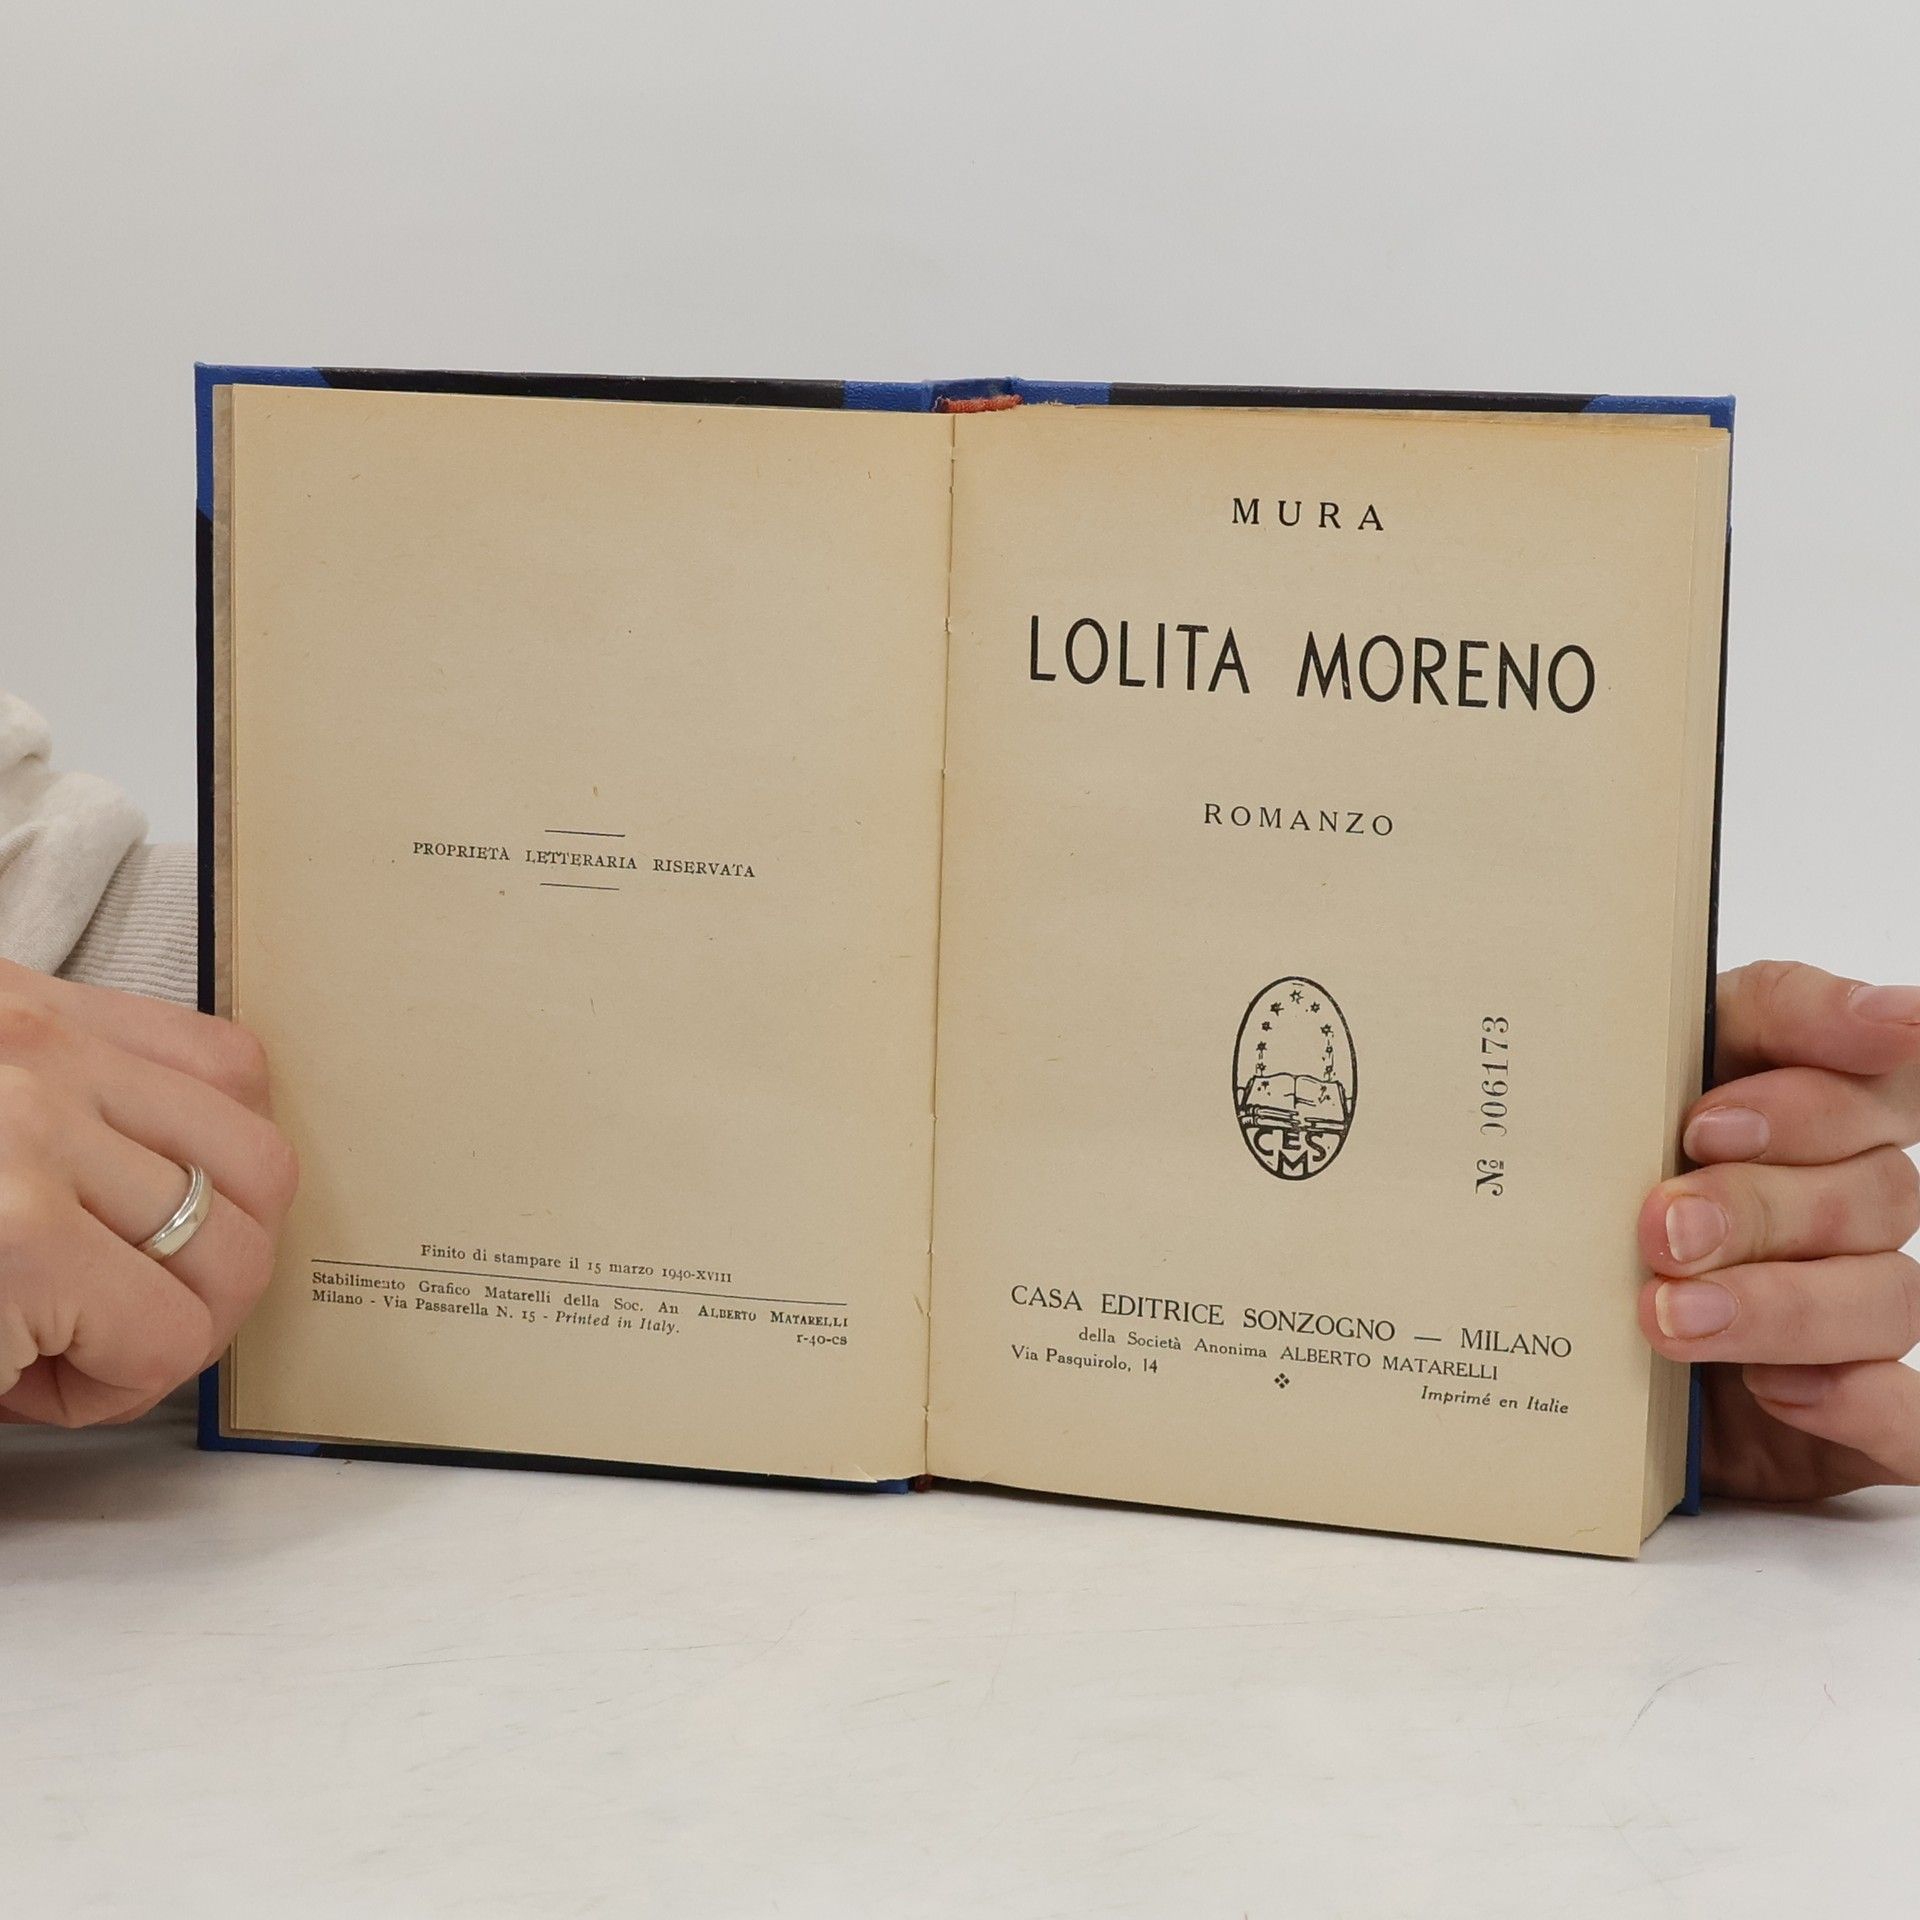 PROPRIETÀ LETTERARIA RISERVATA
Finito di stampare il 15 marzo 1940-XVIII
Stabilimento Grafico Matarelli della Soc. An. ALBERTO MATARELLI
Milano - Via Passarella N. 15 - Printed in Italy.
r-40-cs
MURA
LOLITA MORENO
ROMANZO
CES
M
№ 006173
CASA EDITRICE SONZOGNO — MILANO
della Società Anonima ALBERTO MATARELLI
Via Pasquirolo, 14
Imprimé en Italie